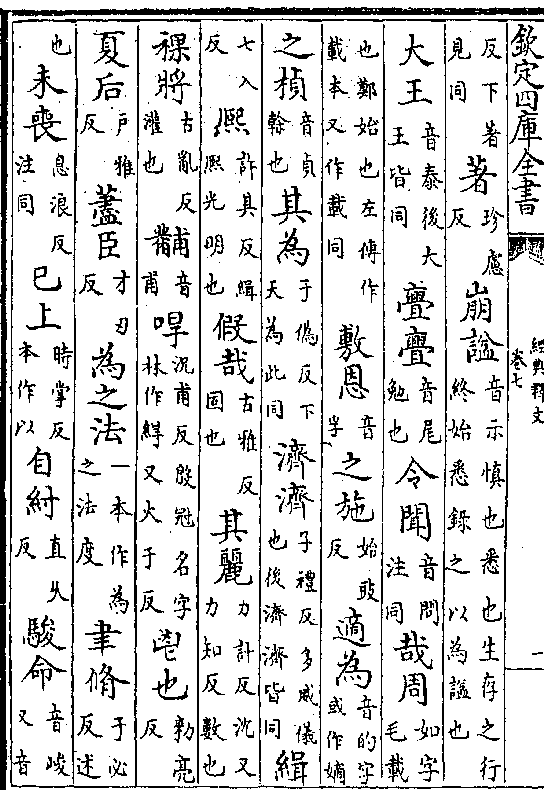 欽定四庫全書 經典釋文 卷七 一
反下著見同 著 珍慮反 崩謚 音示慎也悉也生存之行終始悉錄之以為謚也
大王 音泰後大王皆同 亹亹 音尾勉也 令聞 音問注同 哉周 如字毛載
也鄭始也左傳作載本又作載同 敷恩 音孚 之施 始豉反 適為 音的字或作嫡
之楨 音貞榦也 其為 于偽反下天為此同 濟濟 子禮反多威儀也後濟濟皆同 緝
七入反 熈 許其反緝熈光明也 假哉 古雅反固也 其麗 力計反沈又力知反數也
祼將 古亂反灌也 黼 音甫 冔 況甫反殷冠名字林作縟又火于反 鬯也 勑亮反
夏后 戶雅反 藎臣 才刃反 為之法 一本作為之法度 聿脩 于必反述
也 未喪 息浪反注同 已上 時掌反本作以 自紂 直乆反 駿命 音峻又音